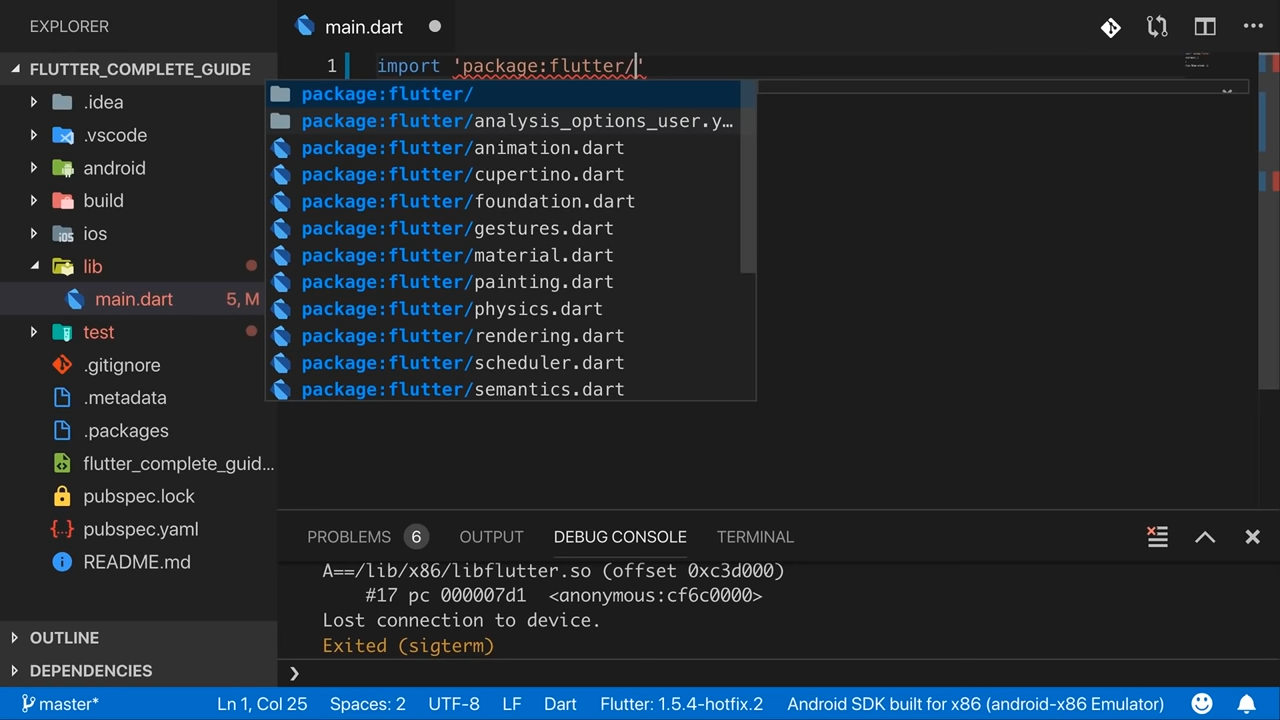 EXPLORER
main.dart
FLUTTER_COMPLETE_GUIDE
.idea
.vscode
android
build
ios
lib
main.dart 5, M
test
.gitignore
.metadata
.packages
flutter_complete_guid...
pubspec.lock
pubspec.yaml
README.md
OUTLINE
DEPENDENCIES
1 import 'package:flutter/'
package:flutter/
package:flutter/analysis_options_user.y…
package:flutter/animation.dart
package:flutter/cupertino.dart
package:flutter/foundation.dart
package:flutter/gestures.dart
package:flutter/material.dart
package:flutter/painting.dart
package:flutter/physics.dart
package:flutter/rendering.dart
package:flutter/scheduler.dart
package:flutter/semantics.dart
PROBLEMS 6 OUTPUT DEBUG CONSOLE TERMINAL
A==/lib/x86/libflutter.so (offset 0xc3d000)
#17 pc 000007d1 <anonymous:cf6c0000>
Lost connection to device.
Exited (sigterm)
master* Ln 1, Col 25 Spaces: 2 UTF-8 LF Dart Flutter: 1.5.4-hotfix.2 Android SDK built for x86 (android-x86 Emulator)